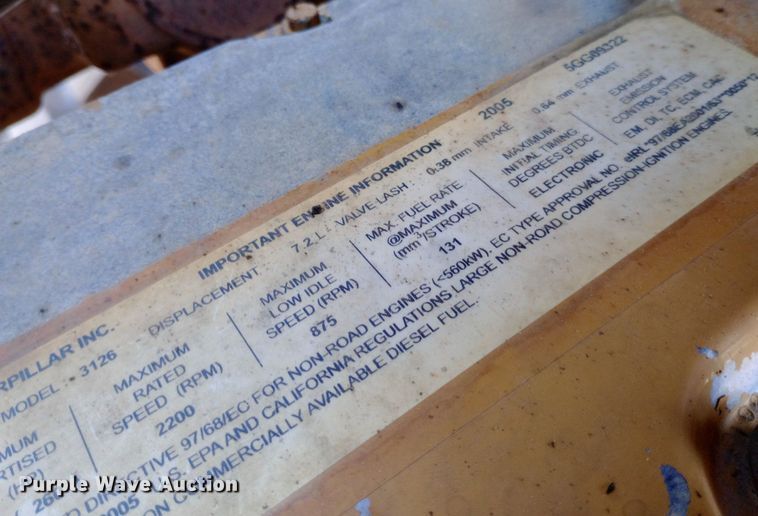 RPILLAR INC. IMPORTANT ENGINE INFORMATION 2005 5GG09322
MODEL: 3126 DISPLACEMENT 7.2 L VALVE LASH: 0.38 mm INTAKE 0.64 mm EXHAUST
MUM
RTISED
MAXIMUM
RATED
SPEED (RPM)
2200
MAXIMUM
LOW IDLE
SPEED (RPM)
875
MAX. FUEL RATE
@MAXIMUM
(mm³/STROKE)
131
MAXIMUM
INITIAL TIMING
DEGREES BTDC
ELECTRONIC
EXHAUST
EMISSION
CONTROL SYSTEM
EM, DI, TC, ECM, CAC
DIRECTIVE 97/68/EC FOR NON-ROAD ENGINES (<560kW). EC TYPE APPROVAL NO.
2005 U.S. EPA AND CALIFORNIA REGULATIONS LARGE NON-ROAD COMPRESSION IGNITION ENGINES.
ON COMMERCIALLY AVAILABLE DIESEL FUEL.
Purple Wave Auction